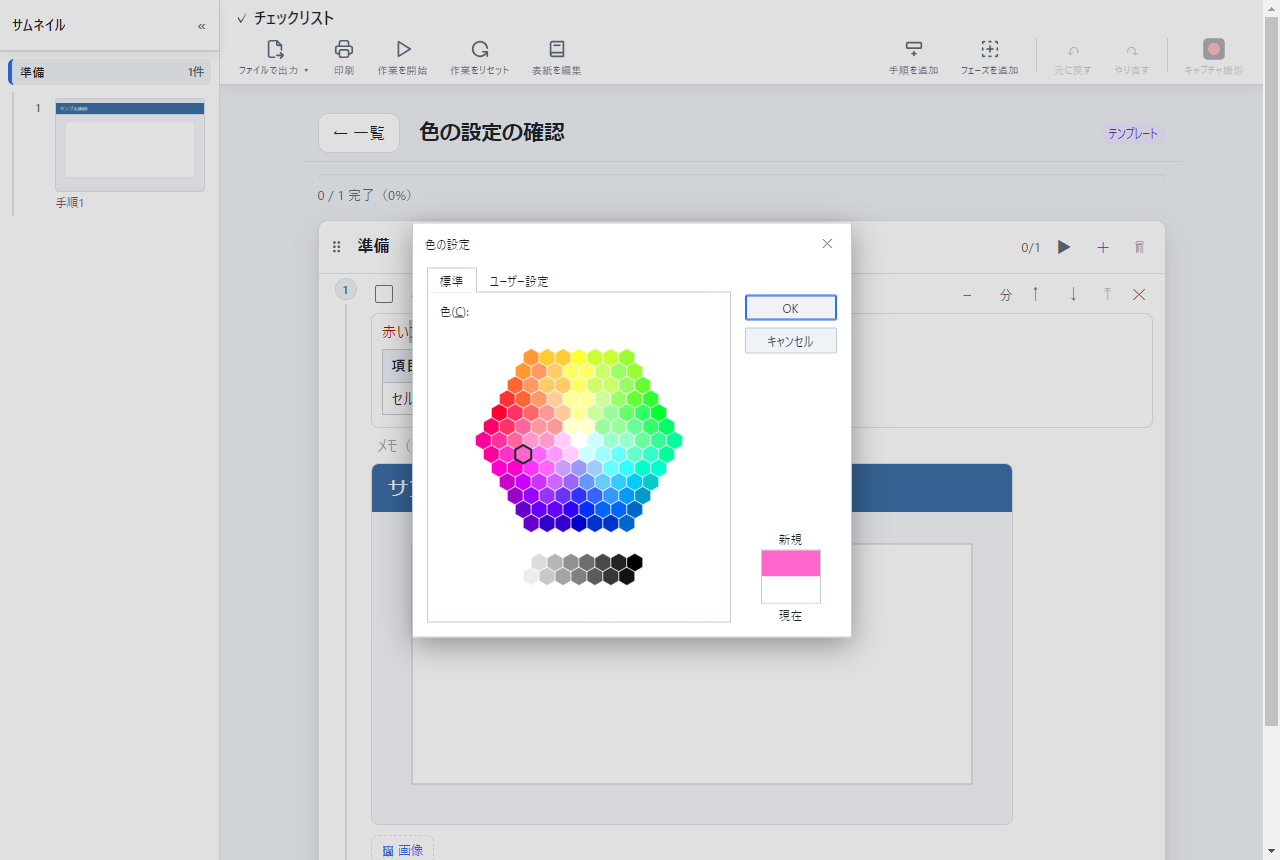 サムネイル
«
準備
1件
1
サンプル画面
手順1
✓ チェックリスト
ファイルで出力
印刷
作業を開始
作業をリセット
表紙を編集
手順を追加
フェーズを追加
元に戻す
やり直す
キャプチャ撮影
← 一覧
色の設定の確認
テンプレート
0 / 1 完了（0%）
準備
0/1
1
– 分
赤い
項目
セル
メモ（
サン
画像
色の設定
標準
ユーザー設定
色(C):
OK
キャンセル
新規
現在